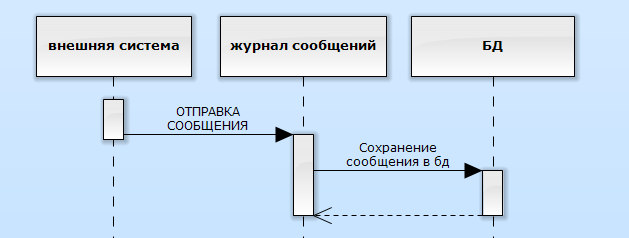 внешняя система
журнал сообщений
БД
ОТПРАВКА
СООБЩЕНИЯ
Сохранение
сообщения в бд